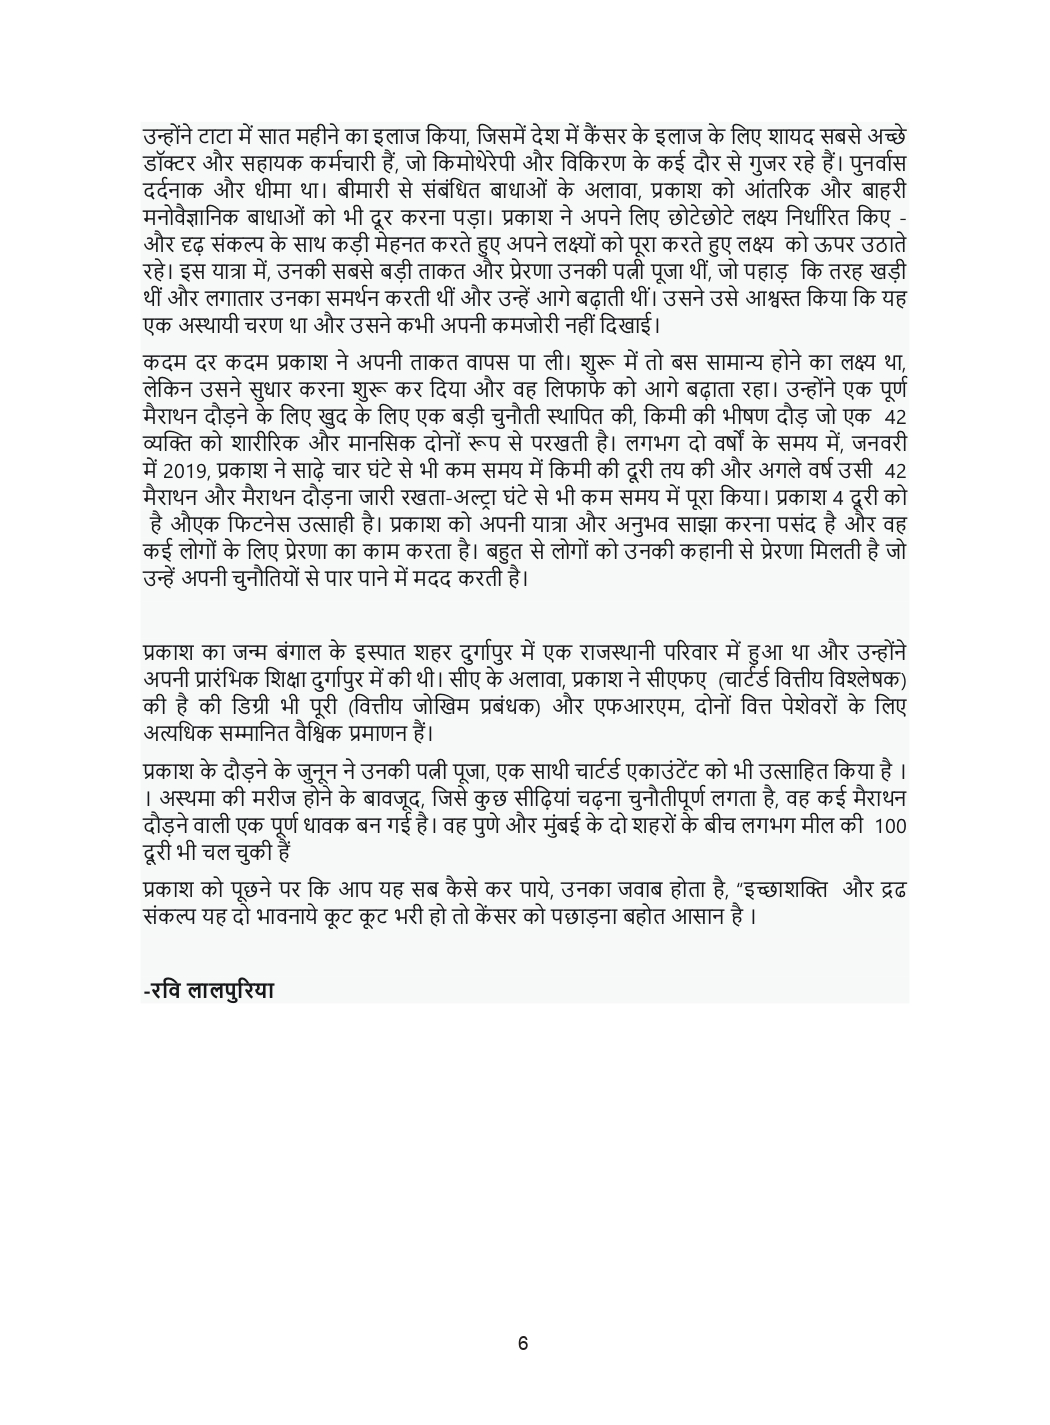 उन्होंने टाटा में सात महीने का इलाज किया, जिसमें देश में कैंसर के इलाज के लिए शायद सबसे अच्छे
डॉक्टर और सहायक कर्मचारी हैं, जो किमोथेरेपी और विकिरण के कई दौर से गुजर रहे हैं। पुनर्वास
दर्दनाक और धीमा था। बीमारी से संबंधित बाधाओं के अलावा, प्रकाश को आंतरिक और बाहरी
मनोवैज्ञानिक बाधाओं को भी दूर करना पड़ा। प्रकाश ने अपने लिए छोटेछोटे लक्ष्य निर्धारित किए -
और दृढ़ संकल्प के साथ कड़ी मेहनत करते हुए अपने लक्ष्यों को पूरा करते हुए लक्ष्य को ऊपर उठाते
रहे। इस यात्रा में, उनकी सबसे बड़ी ताकत और प्रेरणा उनकी पत्नी पूजा थीं, जो पहाड़ कि तरह खड़ी
थीं और लगातार उनका समर्थन करती थीं और उन्हें आगे बढ़ाती थीं। उसने उसे आश्वस्त किया कि यह
एक अस्थायी चरण था और उसने कभी अपनी कमजोरी नहीं दिखाई।
कदम दर कदम प्रकाश ने अपनी ताकत वापस पा ली। शुरू में तो बस सामान्य होने का लक्ष्य था,
लेकिन उसने सुधार करना शुरू कर दिया और वह लिफाफे को आगे बढ़ाता रहा। उन्होंने एक पूर्ण
मैराथन दौड़ने के लिए खुद के लिए एक बड़ी चुनौती स्थापित की, किमी की भीषण दौड़ जो एक 42
व्यक्ति को शारीरिक और मानसिक दोनों रूप से परखती है। लगभग दो वर्षों के समय में, जनवरी
में 2019, प्रकाश ने साढ़े चार घंटे से भी कम समय में किमी की दूरी तय की और अगले वर्ष उसी 42
मैराथन और मैराथन दौड़ना जारी रखता-अल्ट्रा घंटे से भी कम समय में पूरा किया। प्रकाश 4 दूरी को
है औएक फिटनेस उत्साही है। प्रकाश को अपनी यात्रा और अनुभव साझा करना पसंद है और वह
कई लोगों के लिए प्रेरणा का काम करता है। बहुत से लोगों को उनकी कहानी से प्रेरणा मिलती है जो
उन्हें अपनी चुनौतियों से पार पाने में मदद करती है।
प्रकाश का जन्म बंगाल के इस्पात शहर दुर्गापुर में एक राजस्थानी परिवार में हुआ था और उन्होंने
अपनी प्रारंभिक शिक्षा दुर्गापुर में की थी। सीए के अलावा, प्रकाश ने सीएफए (चार्टर्ड वित्तीय विश्लेषक)
की है की डिग्री भी पूरी (वित्तीय जोखिम प्रबंधक) और एफआरएम, दोनों वित्त पेशेवरों के लिए
अत्यधिक सम्मानित वैश्विक प्रमाणन हैं।
प्रकाश के दौड़ने के जुनून ने उनकी पत्नी पूजा, एक साथी चार्टर्ड एकाउंटेंट को भी उत्साहित किया है ।
। अस्थमा की मरीज होने के बावजूद, जिसे कुछ सीढ़ियां चढ़ना चुनौतीपूर्ण लगता है, वह कई मैराथन
दौड़ने वाली एक पूर्ण धावक बन गई है। वह पुणे और मुंबई के दो शहरों के बीच लगभग मील की 100
दूरी भी चल चुकी हैं
प्रकाश को पूछने पर कि आप यह सब कैसे कर पाये, उनका जवाब होता है, “इच्छाशक्ति और द्रढ
संकल्प यह दो भावनाये कूट कूट भरी हो तो केंसर को पछाड़ना बहोत आसान है ।
-रवि लालपुरिया
6